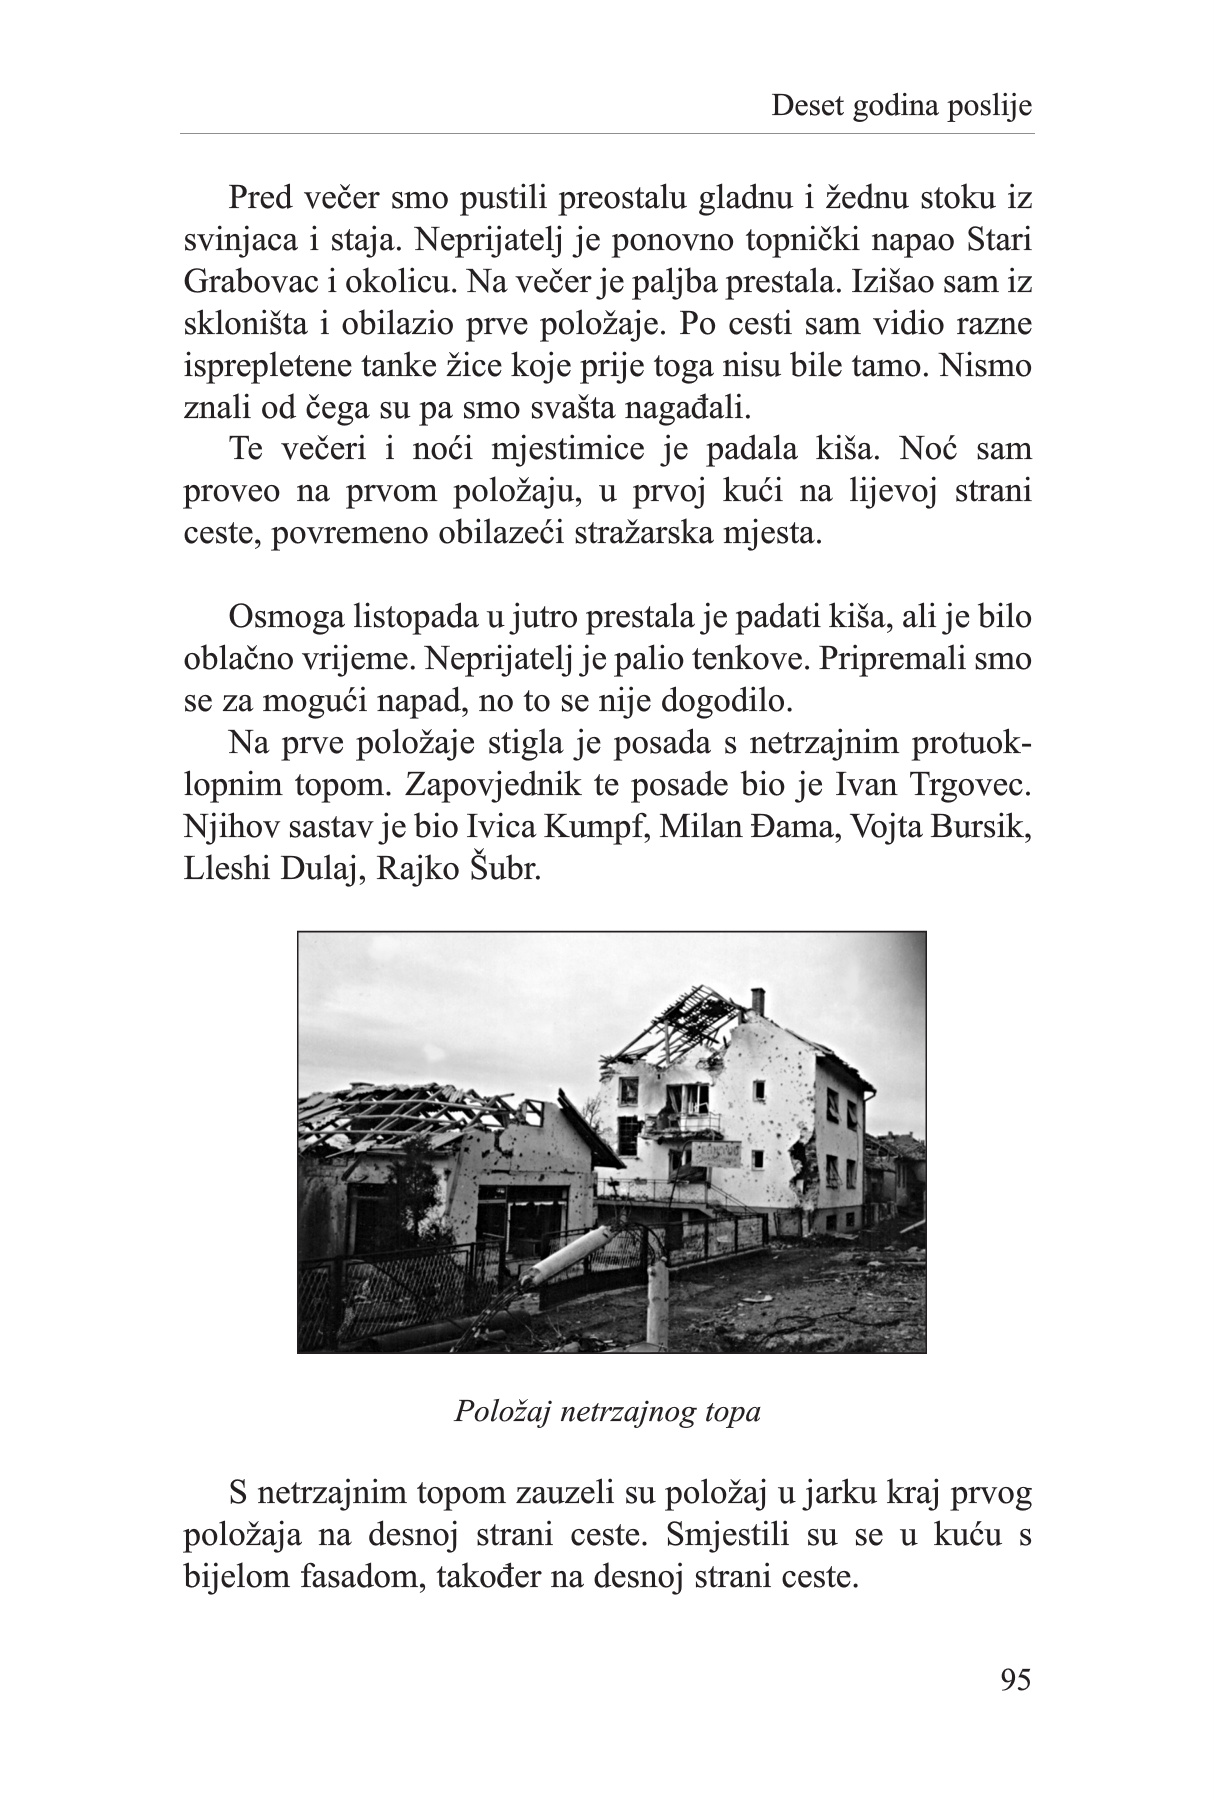 Deset godina poslije
Pred večer smo pustili preostalu gladnu i žednu stoku iz
svinjaca i staja. Neprijatelj je ponovno topnički napao Stari
Grabovac i okolicu. Na večer je paljba prestala. Izišao sam iz
skloništa i obilazio prve položaje. Po cesti sam vidio razne
isprepletene tanke žice koje prije toga nisu bile tamo. Nismo
znali od čega su pa smo svašta nagađali.
Te večeri i noći mjestimice je padala kiša. Noć sam
proveo na prvom položaju, u prvoj kući na lijevoj strani
ceste, povremeno obilazeći stražarska mjesta.
Osmoga listopada u jutro prestala je padati kiša, ali je bilo
oblačno vrijeme. Neprijatelj je palio tenkove. Pripremali smo
se za mogući napad, no to se nije dogodilo.
Na prve položaje stigla je posada s netrzajnim protuok-
lopnim topom. Zapovjednik te posade bio je Ivan Trgovec.
Njihov sastav je bio Ivica Kumpf, Milan Đama, Vojta Bursik,
Lleshi Dulaj, Rajko Šubr.
Položaj netrzajnog topa
S netrzajnim topom zauzeli su položaj u jarku kraj prvog
položaja na desnoj strani ceste. Smjestili su se u kuću s
bijelom fasadom, također na desnoj strani ceste.
95